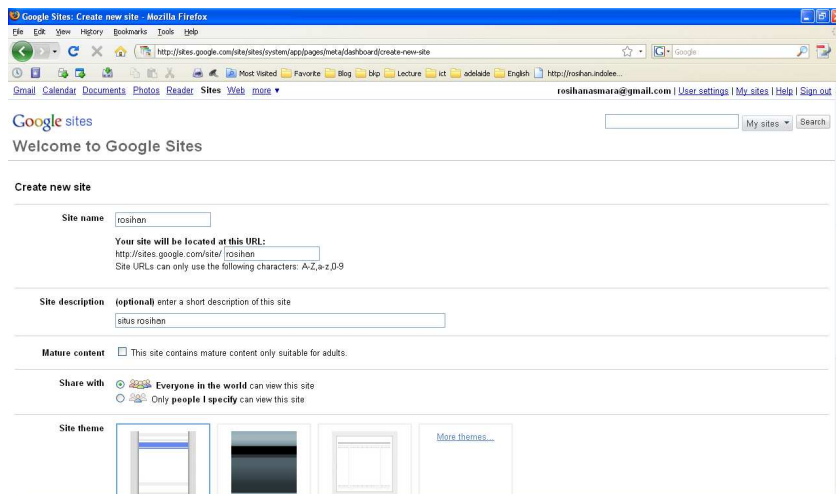 Google Sites: Create new site - Mozilla Firefox
File Edit View History Bookmarks Tools Help
http://sites.google.com/site/sites/system/app/pages/meta/dashboard/create-new-site
G Google
Most Visited Favorite Blog bkp Lecture ict adelaide English http://rosihan.indolee...
Gmail Calendar Documents Photos Reader Sites Web more ▼ rosihanasmara@gmail.com | User settings | My sites | Help | Sign out
Google sites
My sites Search
Welcome to Google Sites
Create new site
Site name rosihan
Your site will be located at this URL:
http://sites.google.com/site/ rosihan
Site URLs can only use the following characters: A-Z,a-z,0-9
Site description (optional) enter a short description of this site
situs rosihan
Mature content This site contains mature content only suitable for adults.
Share with Everyone in the world can view this site
Only people I specify can view this site
Site theme
More themes...